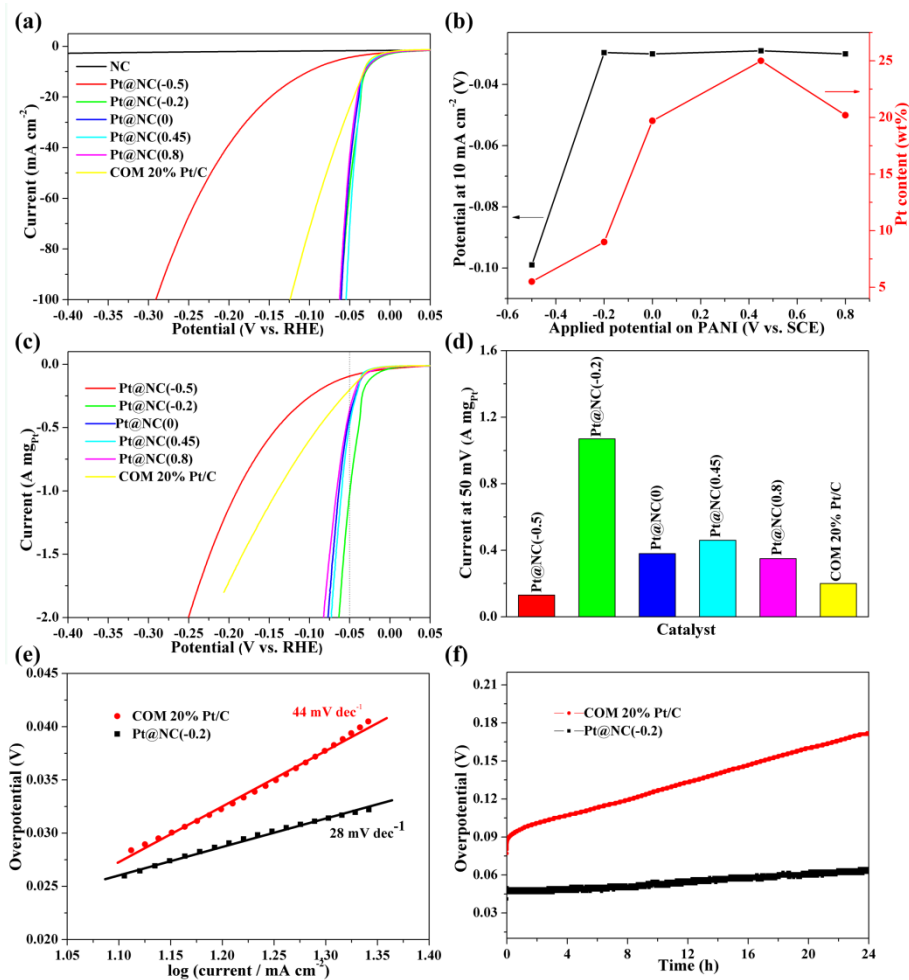 (a)
0
-20
-40
-60
-80
-100
Current (mA cm⁻²)
NC
Pt@NC(-0.5)
Pt@NC(-0.2)
Pt@NC(0)
Pt@NC(0.45)
Pt@NC(0.8)
COM 20% Pt/C
-0.40 -0.35 -0.30 -0.25 -0.20 -0.15 -0.10 -0.05 0.00 0.05
Potential (V vs. RHE)
(b)
-0.04
-0.06
-0.08
-0.10
Potential at 10 mA cm⁻² (V)
25
20
15
10
5
Pt content (wt%)
-0.6 -0.4 -0.2 0.0 0.2 0.4 0.6 0.8
Applied potential on PANI (V vs. SCE)
(c)
0.0
-0.5
-1.0
-1.5
-2.0
Current (A mgPt)
Pt@NC(-0.5)
Pt@NC(-0.2)
Pt@NC(0)
Pt@NC(0.45)
Pt@NC(0.8)
COM 20% Pt/C
-0.40 -0.35 -0.30 -0.25 -0.20 -0.15 -0.10 -0.05 0.00 0.05
Potential (V vs. RHE)
(d)
1.6
1.2
0.8
0.4
0.0
Current at 50 mV (A mgPt)
Pt@NC(-0.5)
Pt@NC(-0.2)
Pt@NC(0)
Pt@NC(0.45)
Pt@NC(0.8)
COM 20% Pt/C
Catalyst
(e)
0.045
0.040
0.035
0.030
0.025
0.020
Overpotential (V)
COM 20% Pt/C
Pt@NC(-0.2)
44 mV dec⁻¹
28 mV dec⁻¹
1.05 1.10 1.15 1.20 1.25 1.30 1.35 1.40
log (current / mA cm⁻²)
(f)
0.21
0.18
0.15
0.12
0.09
0.06
0.03
Overpotential (V)
COM 20% Pt/C
Pt@NC(-0.2)
0 4 8 12 16 20 24
Time (h)